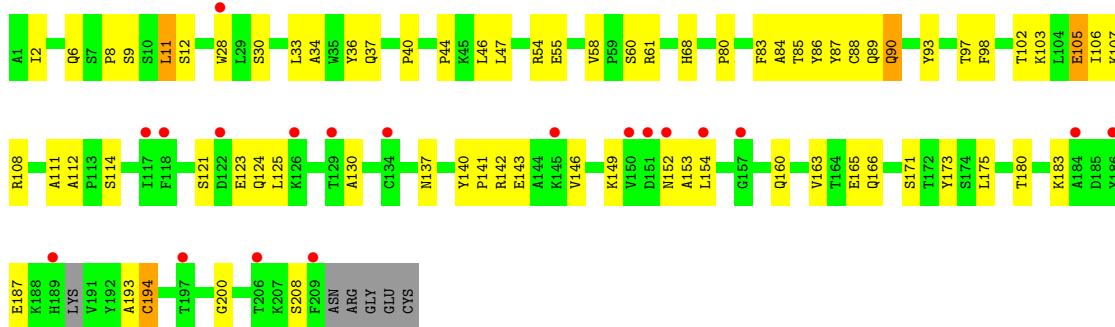 A1 I2 Q6 S7 P8 S9 S10 L11 S12 W28 L29 S30 L33 A34 W35 Y36 Q37 P40 P44 K45 L46 L47 R54 E55 V58 P59 S60 R61 H68 P80 F83 A84 T85 Y86 Y87 C88 Q89 Q90 Y93 T97 F98 T102 K103 L104 E105 I106 K107
R108 A111 A112 P113 S114 I117 F118 S121 D122 E123 Q124 L125 K126 T129 A130 C134 N137 Y140 P141 R142 E143 A144 K145 V146 K149 V150 D151 N152 A153 L154 G157 Q160 V163 T164 E165 Q166 S171 T172 Y173 S174 L175 T180 K183 A184 D185 Y186
E187 K188 H189 LYS V191 Y192 A193 C194 T197 G200 T206 K207 S208 F209 ASN ARG GLY GLU CYS